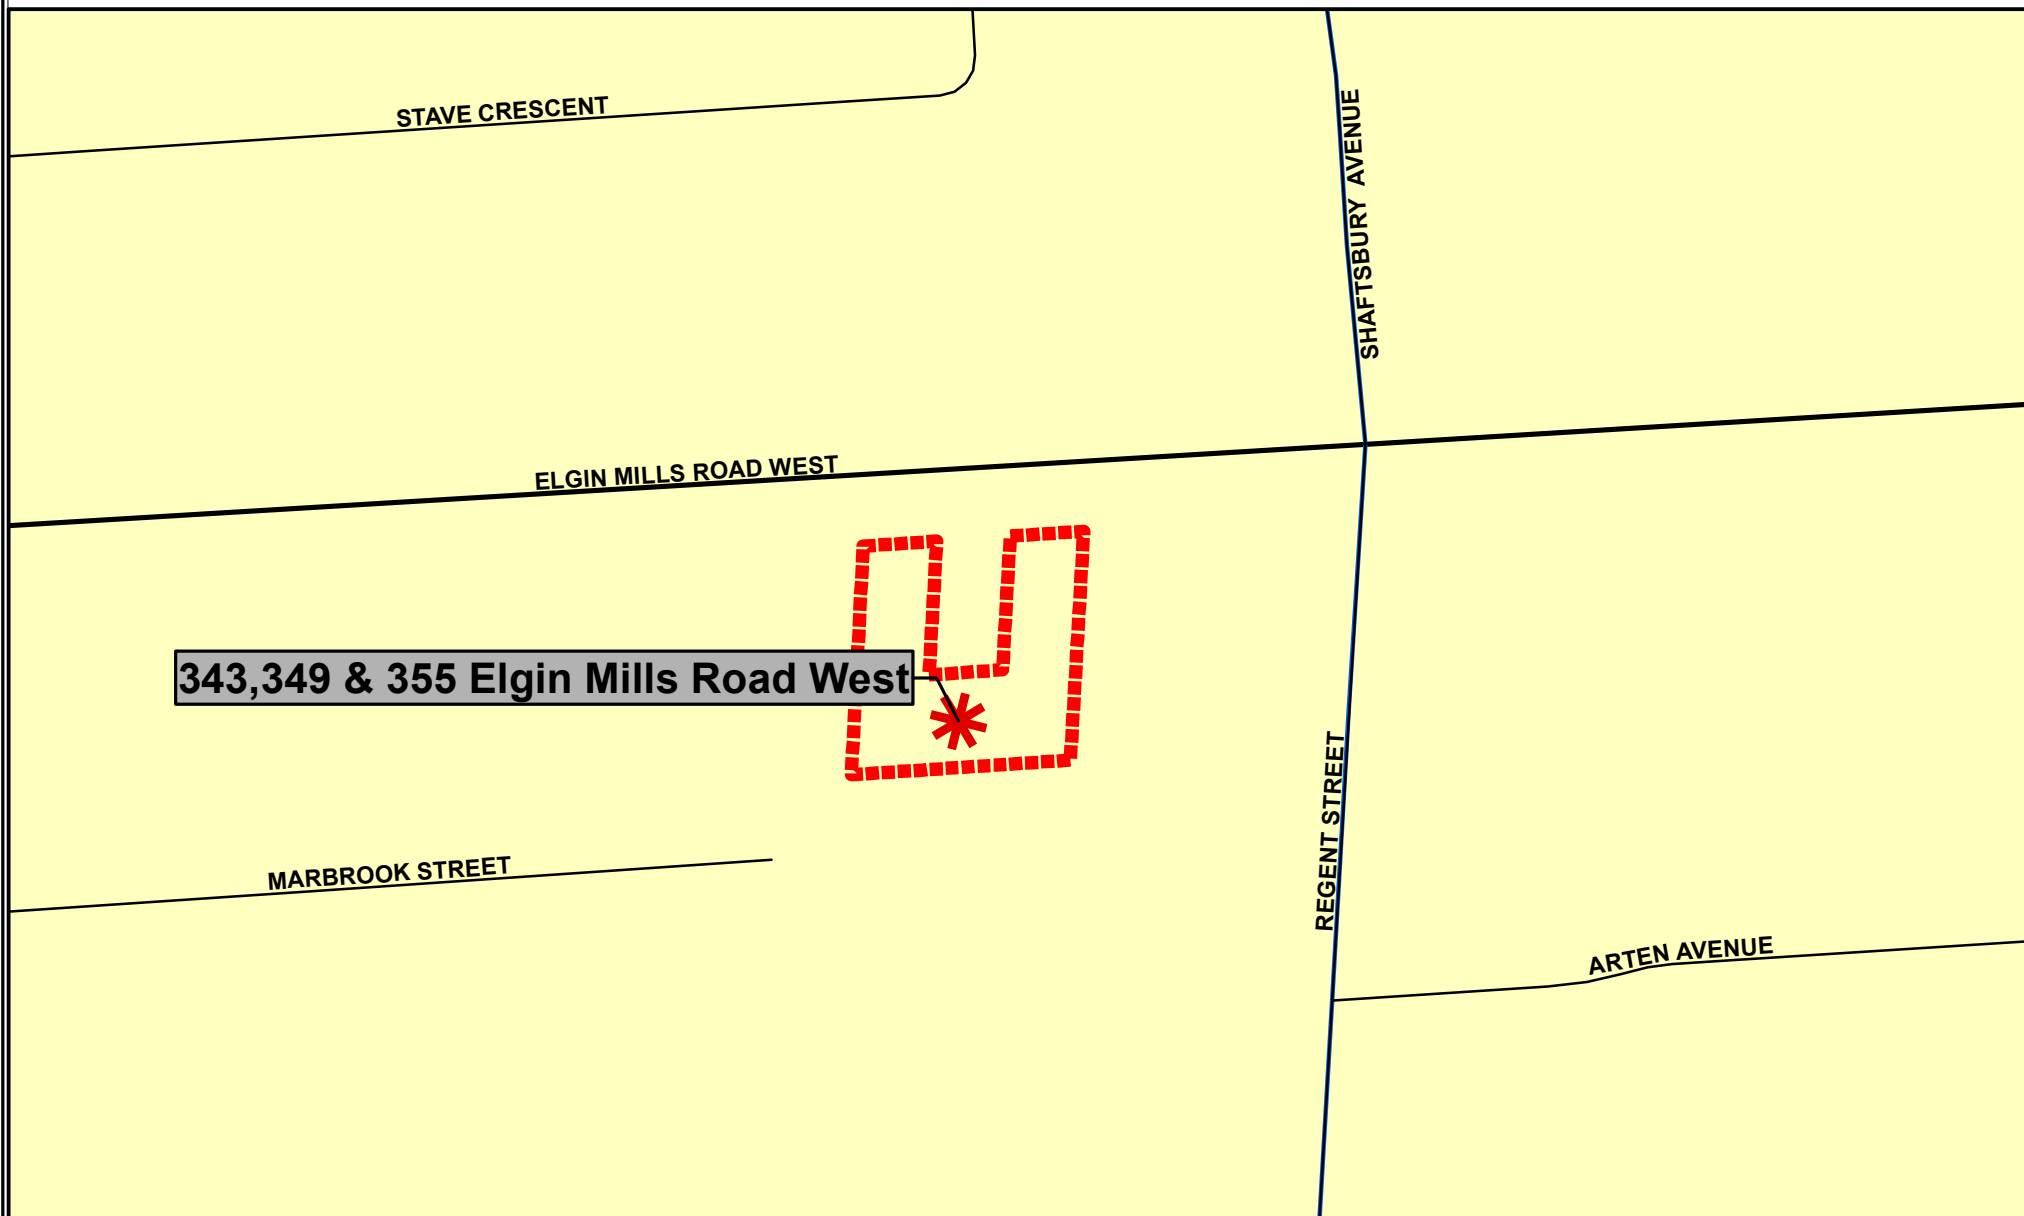 STAVE CRESCENT
SHAFTSBURY AVENUE
ELGIN MILLS ROAD WEST
343,349 & 355 Elgin Mills Road West
REGENT STREET
MARBROOK STREET
ARTEN AVENUE